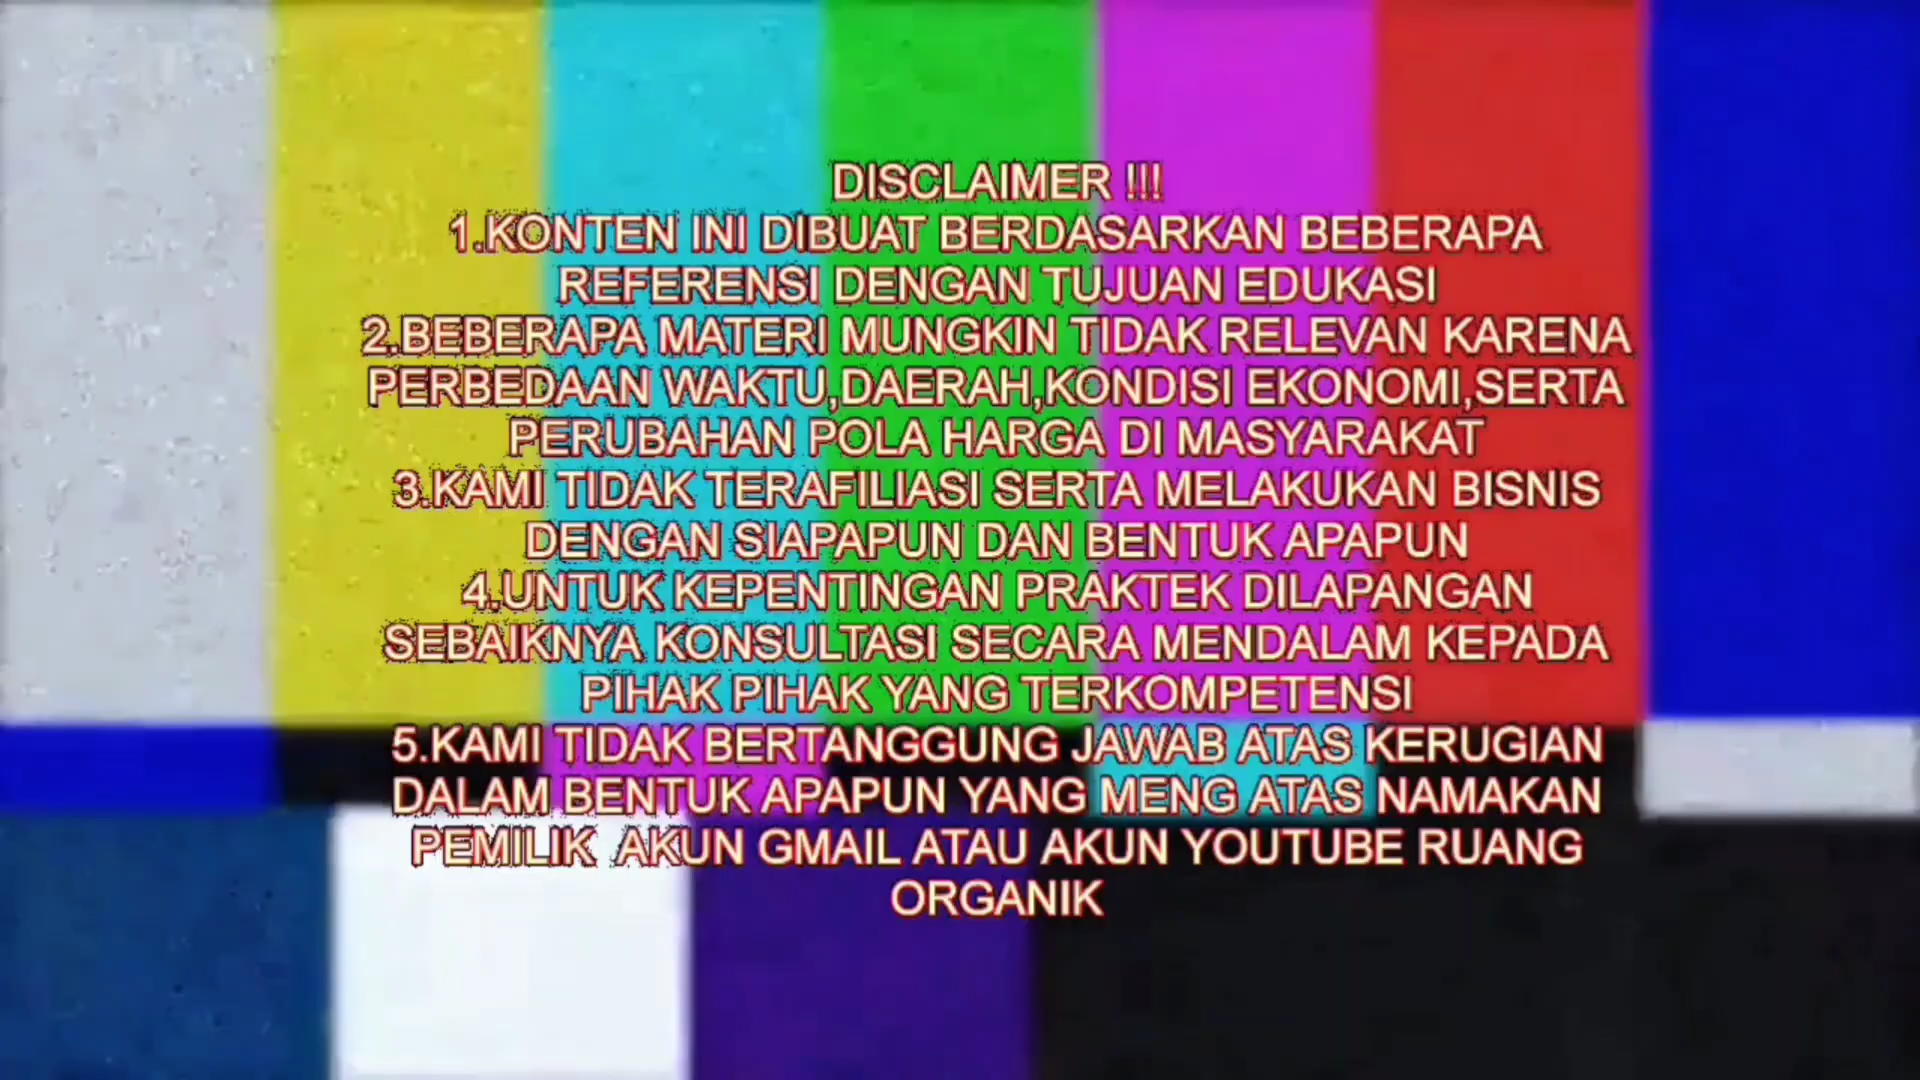 DISCLAIMER !!!
1.KONTEN INI DIBUAT BERDASARKAN BEBERAPA
REFERENSI DENGAN TUJUAN EDUKASI
2.BEBERAPA MATERI MUNGKIN TIDAK RELEVAN KARENA
PERBEDAAN WAKTU,DAERAH,KONDISI EKONOMI,SERTA
PERUBAHAN POLA HARGA DI MASYARAKAT
3.KAMI TIDAK TERAFILIASI SERTA MELAKUKAN BISNIS
DENGAN SIAPAPUN DAN BENTUK APAPUN
4.UNTUK KEPENTINGAN PRAKTEK DILAPANGAN
SEBAIKNYA KONSULTASI SECARA MENDALAM KEPADA
PIHAK PIHAK YANG TERKOMPETENSI
5.KAMI TIDAK BERTANGGUNG JAWAB ATAS KERUGIAN
DALAM BENTUK APAPUN YANG MENG ATAS NAMAKAN
PEMILIK  AKUN GMAIL ATAU AKUN YOUTUBE RUANG
ORGANIK